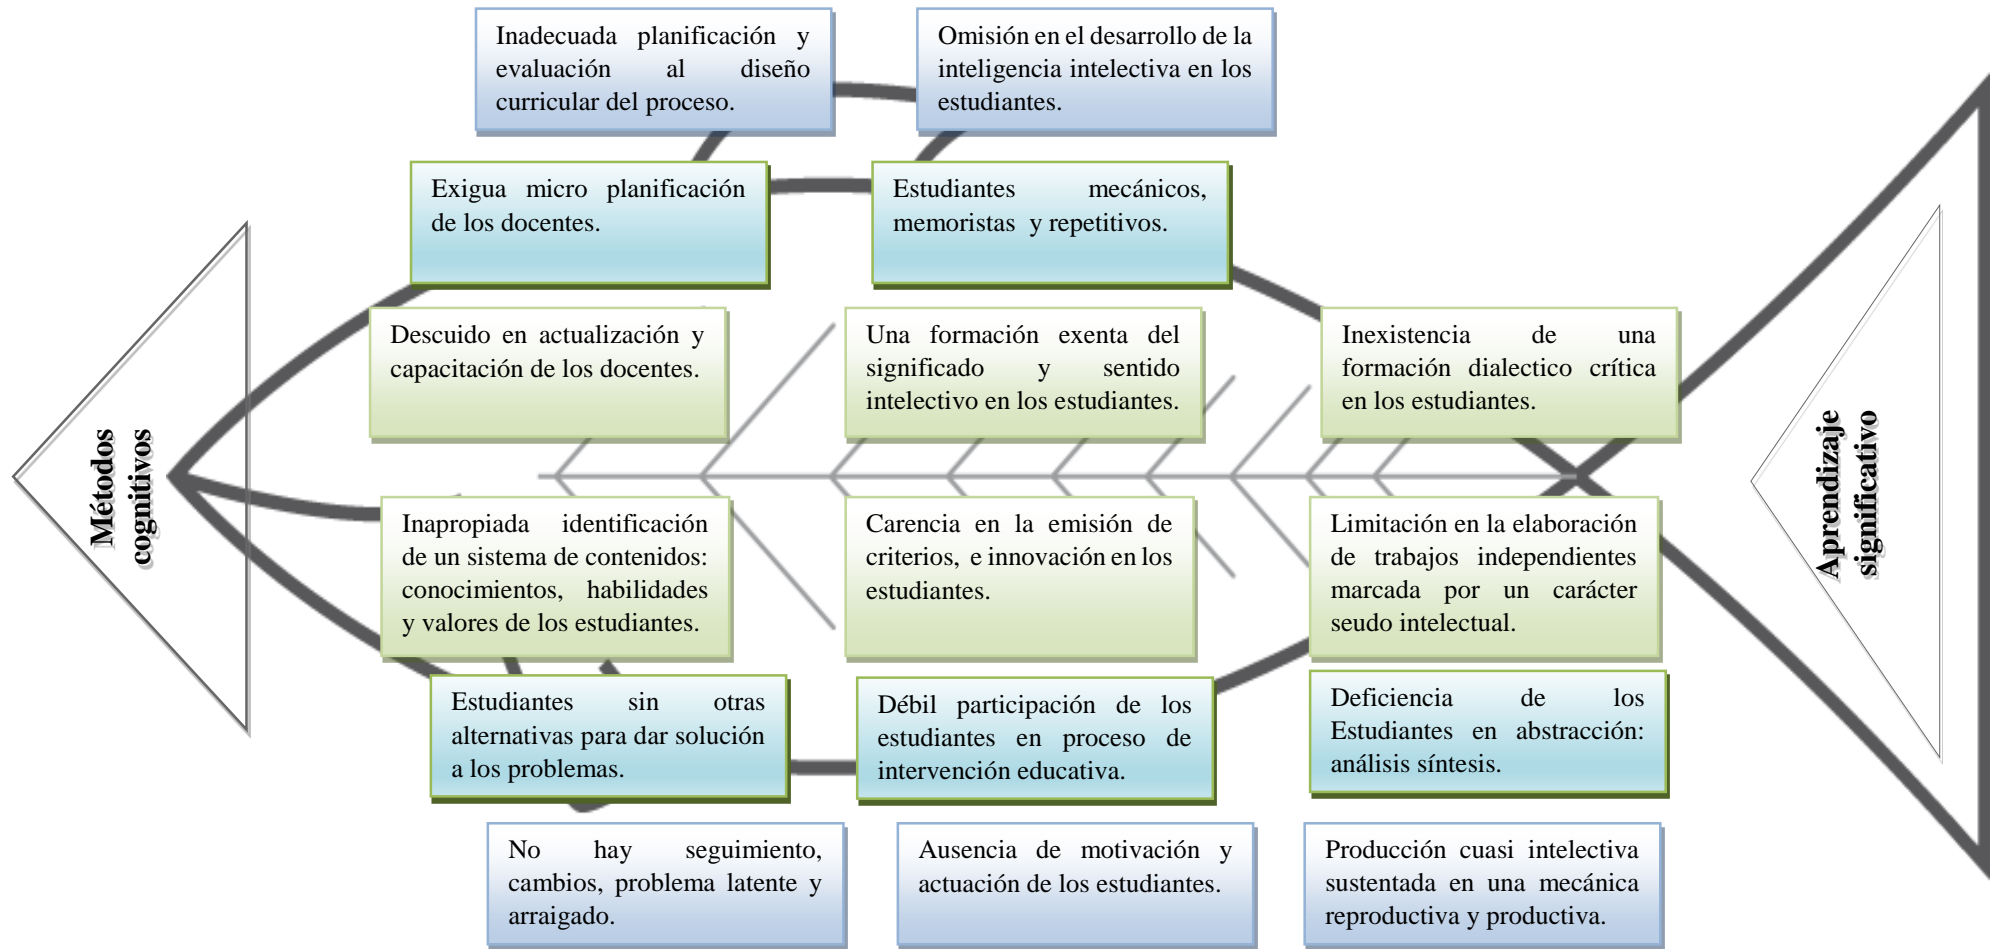 Inadecuada planificación y
evaluación al diseño
curricular del proceso.
Omisión en el desarrollo de la
inteligencia intelectiva en los
estudiantes.
Exigua micro planificación
de los docentes.
Estudiantes mecánicos,
memoristas y repetitivos.
Descuido en actualización y
capacitación de los docentes.
Una formación exenta del
significado y sentido
intelectivo en los estudiantes.
Inexistencia de una
formación dialectico crítica
en los estudiantes.
Métodos
cognitivos
Aprendizaje
significativo
Inapropiada identificación
de un sistema de contenidos:
conocimientos, habilidades
y valores de los estudiantes.
Carencia en la emisión de
criterios, e innovación en los
estudiantes.
Limitación en la elaboración
de trabajos independientes
marcada por un carácter
seudo intelectual.
Estudiantes sin otras
alternativas para dar solución
a los problemas.
Débil participación de los
estudiantes en proceso de
intervención educativa.
Deficiencia de los
Estudiantes en abstracción:
análisis síntesis.
No hay seguimiento,
cambios, problema latente y
arraigado.
Ausencia de motivación y
actuación de los estudiantes.
Producción cuasi intelectiva
sustentada en una mecánica
reproductiva y productiva.